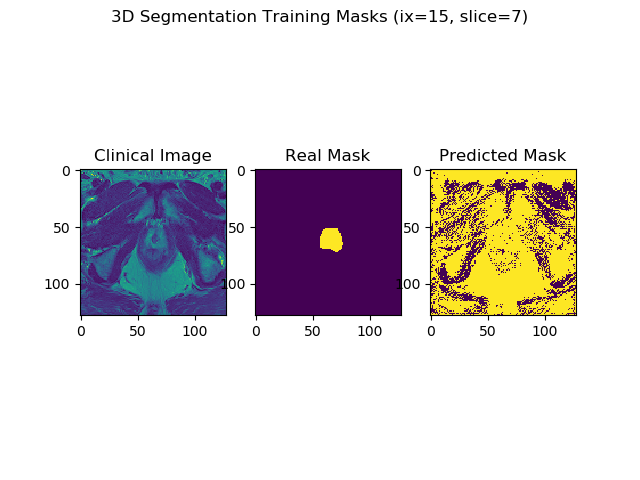 3D Segmentation Training Masks (ix=15, slice=7)
Clinical Image Real Mask Predicted Mask
0 0 0
50 50 50
100 100 100
0 50 100 0 50 100 0 50 100